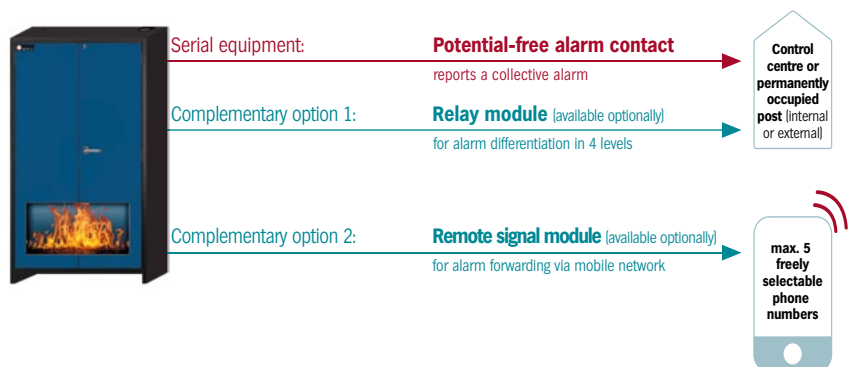 Serial equipment:
Potential-free alarm contact
reports a collective alarm
Complementary option 1:
Relay module (available optionally)
for alarm differentiation in 4 levels
Control
centre or
permanently
occupied
post (internal
or external)
Complementary option 2:
Remote signal module (available optionally)
for alarm forwarding via mobile network
max. 5
freely
selectable
phone
numbers